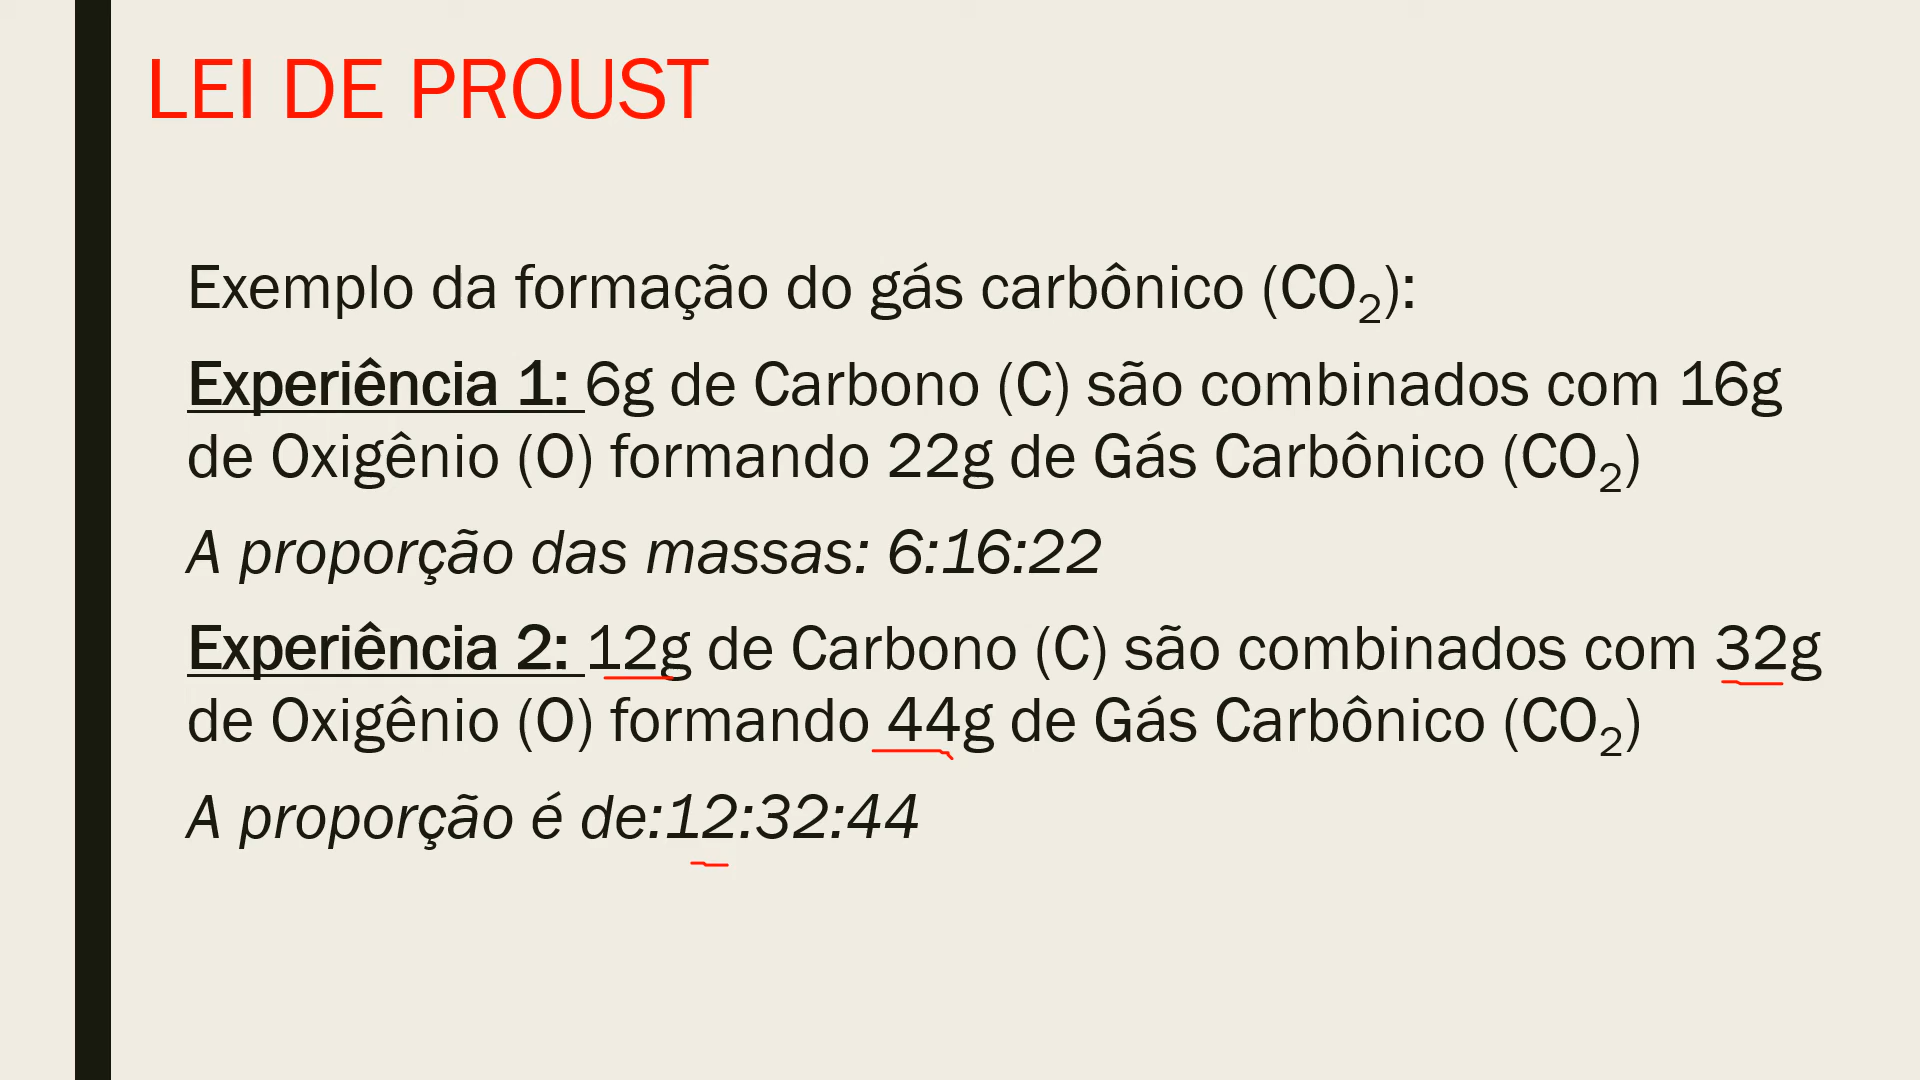 LEI DE PROUST
Exemplo da formação do gás carbônico (CO₂):
Experiência 1: 6g de Carbono (C) são combinados com 16g
de Oxigênio (O) formando 22g de Gás Carbônico (CO₂)
A proporção das massas: 6:16:22
Experiência 2: 12g de Carbono (C) são combinados com 32g
de Oxigênio (O) formando 44g de Gás Carbônico (CO₂)
A proporção é de:12:32:44